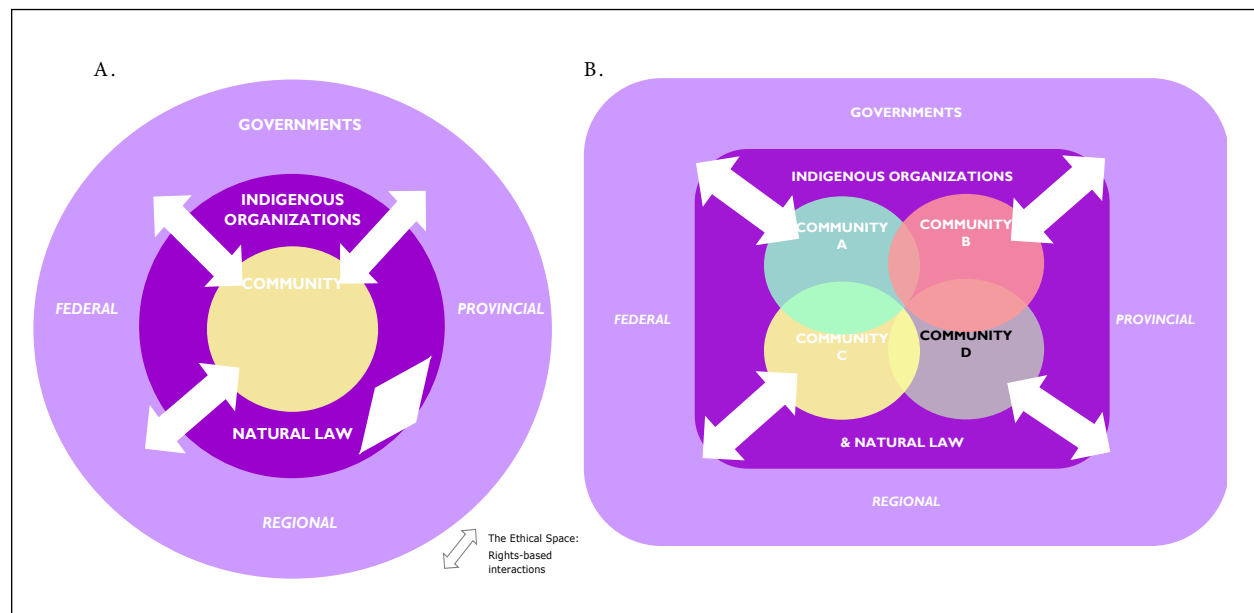 A.
GOVERNMENTS
INDIGENOUS
ORGANIZATIONS
COMMUNITY
FEDERAL
PROVINCIAL
NATURAL LAW
REGIONAL
The Ethical Space:
Rights-based
interactions
B.
GOVERNMENTS
INDIGENOUS ORGANIZATIONS
COMMUNITY
A
COMMUNITY
B
FEDERAL
PROVINCIAL
COMMUNITY
C
COMMUNITY
D
& NATURAL LAW
REGIONAL